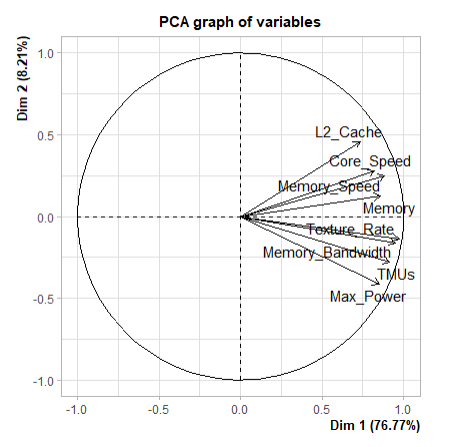 PCA graph of variables
Dim 2 (8.21%)
1.0
0.5
0.0
-0.5
-1.0
L2_Cache
Core_Speed
Memory_Speed
Memory
Texture_Rate
Memory_Bandwidth
TMUs
Max_Power
-1.0 -0.5 0.0 0.5 1.0
Dim 1 (76.77%)